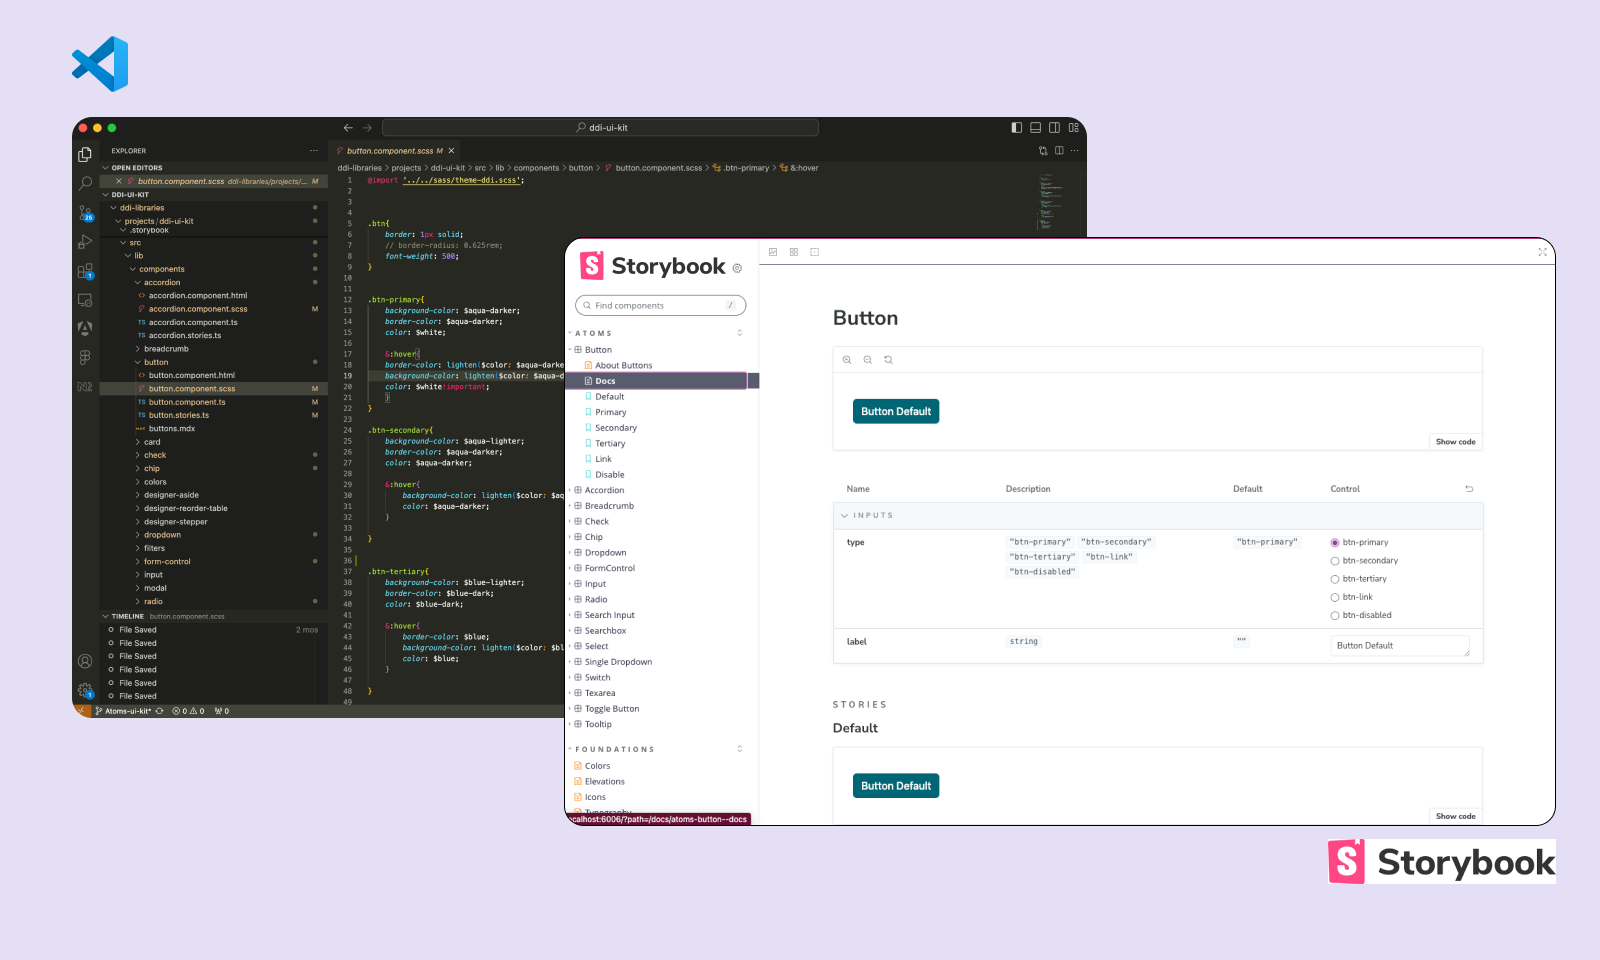 ddi-ui-kit
EXPLORER
OPEN EDITORS
button.component.scss ddi-libraries/projects/... M
DDI-UI-KIT
ddi-libraries
projects / ddi-ui-kit
.storybook
src
lib
components
accordion
accordion.component.html
accordion.component.scss M
TS accordion.component.ts
TS accordion.stories.ts
breadcrumb
button
button.component.html
button.component.scss M
TS button.component.ts M
TS button.stories.ts M
buttons.mdx
card
check
chip
colors
designer-aside
designer-reorder-table
designer-stepper
dropdown
filters
form-control
input
modal
radio
TIMELINE button.component.scss
File Saved 2 mos
File Saved
File Saved
File Saved
File Saved
File Saved
Atoms-ui-kit* 0 0 0
button.component.scss M
ddi-libraries > projects > ddi-ui-kit > src > lib > components > button > button.component.scss > .btn-primary > &:hover
1 @import '../../sass/theme-ddi.scss';
2
3
4
5 .btn{
6 border: 1px solid;
7 // border-radius: 0.625rem;
8 font-weight: 500;
9 }
10
11
12 .btn-primary{
13 background-color: $aqua-darker;
14 border-color: $aqua-darker;
15 color: $white;
16
17 &:hover{
18 border-color: lighten($color: $aqua-darke
19 background-color: lighten($color: $aqua-d
20 color: $white!important;
21 }
22 }
23
24 .btn-secondary{
25 background-color: $aqua-lighter;
26 border-color: $aqua-darker;
27 color: $aqua-darker;
28
29 &:hover{
30 background-color: lighten($color: $aq
31 color: $aqua-darker;
32 }
33
34 }
35
36
37 .btn-tertiary{
38 background-color: $blue-lighter;
39 border-color: $blue-dark;
40 color: $blue-dark;
41
42 &:hover{
43 border-color: $blue;
44 background-color: lighten($color: $bl
45 color: $blue;
46 }
47
48 }
49
Storybook
Find components /
ATOMS
Button
About Buttons
Docs
Default
Primary
Secondary
Tertiary
Link
Disable
Accordion
Breadcrumb
Check
Chip
Dropdown
FormControl
Input
Radio
Search Input
Searchbox
Select
Single Dropdown
Switch
Texarea
Toggle Button
Tooltip
FOUNDATIONS
Colors
Elevations
Icons
Typography
ocalhost:6006/?path=/docs/atoms-button--docs
Button
Button Default
Show code
Name Description Default Control
INPUTS
type "btn-primary" "btn-secondary" "btn-primary" btn-primary
"btn-tertiary" "btn-link" btn-secondary
"btn-disabled" btn-tertiary
btn-link
btn-disabled
label string "" Button Default
STORIES
Default
Button Default
Show code
Storybook